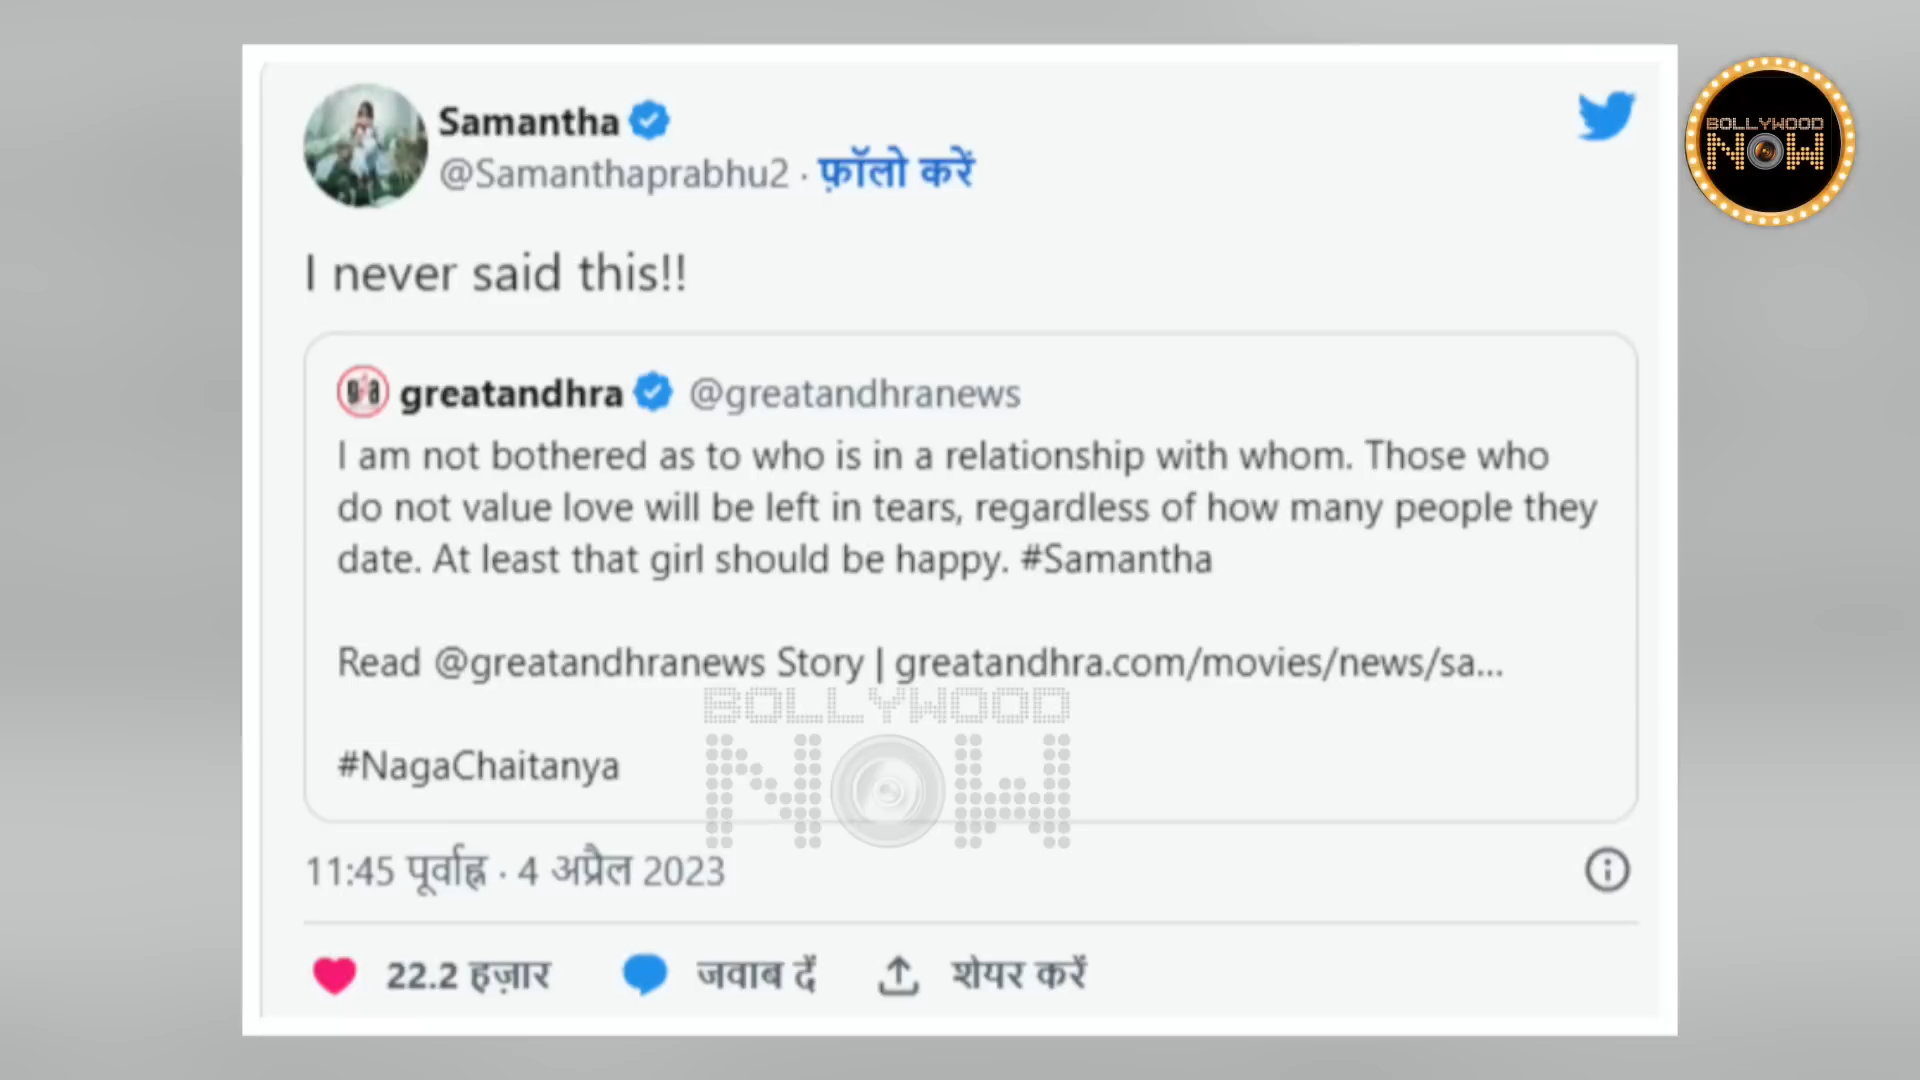 Samantha
@Samanthaprabhu2 · फ़ॉलो करें
BOLLYWOOD
NOW
I never said this!!
greatandhra @greatandhranews
I am not bothered as to who is in a relationship with whom. Those who
do not value love will be left in tears, regardless of how many people they
date. At least that girl should be happy. #Samantha
Read @greatandhranews Story | greatandhra.com/movies/news/sa...
BOLLYWOOD
NOW
#NagaChaitanya
11:45 पूर्वाह्न · 4 अप्रैल 2023
22.2 हज़ार जवाब दें शेयर करें